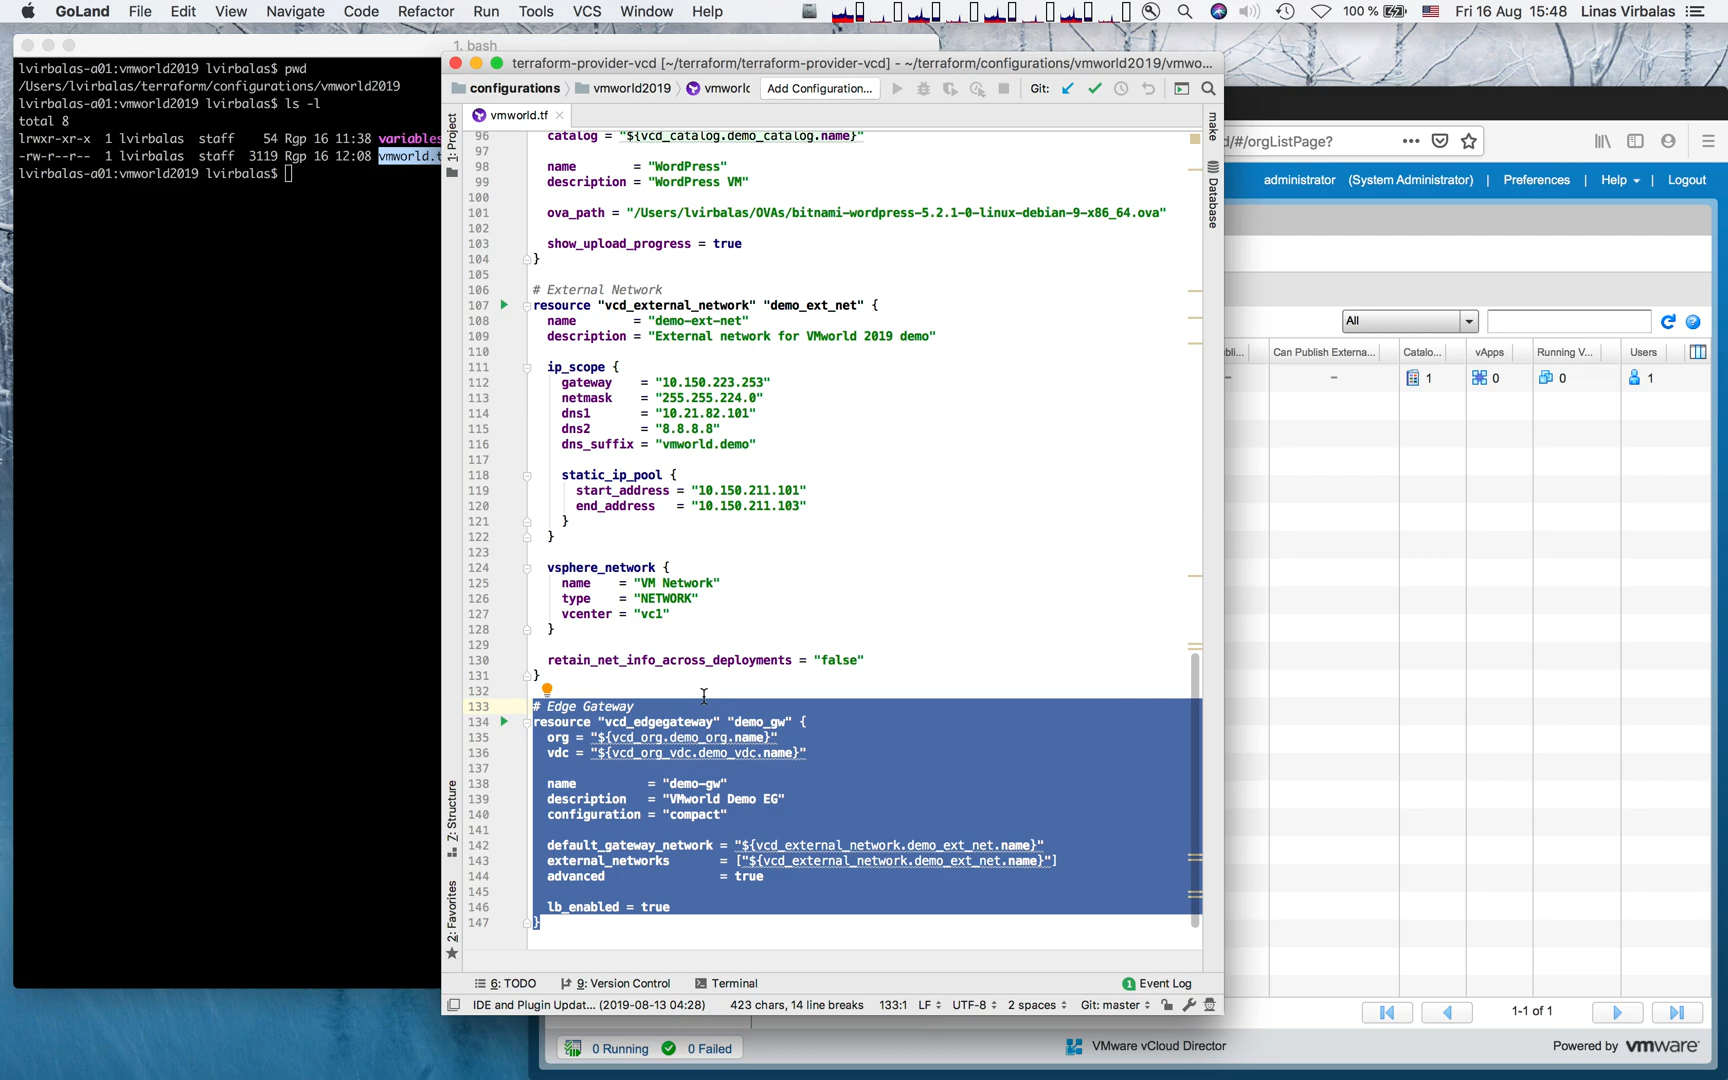 GoLand File Edit View Navigate Code Refactor Run Tools VCS Window Help 100 % Fri 16 Aug 15:48 Linas Virbalas
1. bash
lvirbalas-a01:vmworld2019 lvirbalas$ pwd
/Users/lvirbalas/terraform/configurations/vmworld2019
lvirbalas-a01:vmworld2019 lvirbalas$ ls -l
total 8
lrwxr-xr-x 1 lvirbalas staff 54 Rgp 16 11:38 variables
-rw-r--r-- 1 lvirbalas staff 3119 Rgp 16 12:08 vmworld.t
lvirbalas-a01:vmworld2019 lvirbalas$
terraform-provider-vcd [~/terraform/terraform-provider-vcd] - ~/terraform/configurations/vmworld2019/vmwo...
configurations vmworld2019 vmworlc Add Configuration... Git:
vmworld.tf
1: Project
7: Structure
2: Favorites
make
Database
96 catalog = "${vcd_catalog.demo_catalog.name}"
97
98 name = "WordPress"
99 description = "WordPress VM"
100
101 ova_path = "/Users/lvirbalas/OVAs/bitnami-wordpress-5.2.1-0-linux-debian-9-x86_64.ova"
102
103 show_upload_progress = true
104 }
105
106 # External Network
107 resource "vcd_external_network" "demo_ext_net" {
108 name = "demo-ext-net"
109 description = "External network for VMworld 2019 demo"
110
111 ip_scope {
112 gateway = "10.150.223.253"
113 netmask = "255.255.224.0"
114 dns1 = "10.21.82.101"
115 dns2 = "8.8.8.8"
116 dns_suffix = "vmworld.demo"
117
118 static_ip_pool {
119 start_address = "10.150.211.101"
120 end_address = "10.150.211.103"
121 }
122 }
123
124 vsphere_network {
125 name = "VM Network"
126 type = "NETWORK"
127 vcenter = "vc1"
128 }
129
130 retain_net_info_across_deployments = "false"
131 }
132
133 # Edge Gateway
134 resource "vcd_edgegateway" "demo_gw" {
135 org = "${vcd_org.demo_org.name}"
136 vdc = "${vcd_org_vdc.demo_vdc.name}"
137
138 name = "demo-gw"
139 description = "VMworld Demo EG"
140 configuration = "compact"
141
142 default_gateway_network = "${vcd_external_network.demo_ext_net.name}"
143 external_networks = ["${vcd_external_network.demo_ext_net.name}"]
144 advanced = true
145
146 lb_enabled = true
147 }
6: TODO 9: Version Control Terminal 1 Event Log
IDE and Plugin Updat... (2019-08-13 04:28) 423 chars, 14 line breaks 133:1 LF UTF-8 2 spaces Git: master
d/#/orgListPage?
administrator (System Administrator) | Preferences | Help | Logout
All
bli... Can Publish Externa... Catalo... vApps Running V... Users
– – 1 0 0 1
1-1 of 1
0 Running 0 Failed VMware vCloud Director Powered by vmware